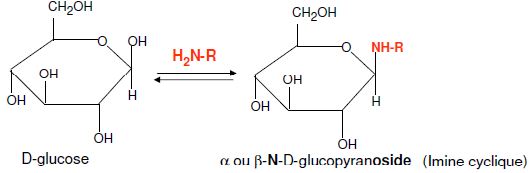 CH₂OH
O
OH
OH
OH
H
OH
D-glucose
H₂N-R
CH₂OH
O
NH-R
OH
OH
H
OH
α ou β-N-D-glucopyranoside (Imine cyclique)